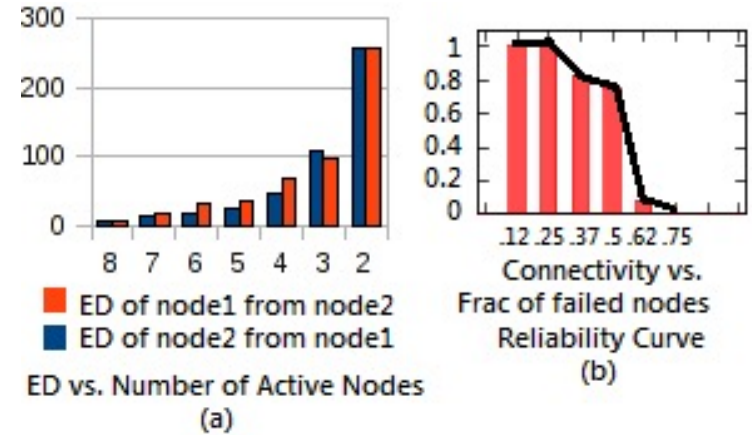 300
200
100
0
8 7 6 5 4 3 2
ED of node1 from node2
ED of node2 from node1
ED vs. Number of Active Nodes
(a)
1
0.8
0.6
0.4
0.2
0
.12 .25 .37 .5 .62 .75
Connectivity vs.
Frac of failed nodes
Reliability Curve
(b)